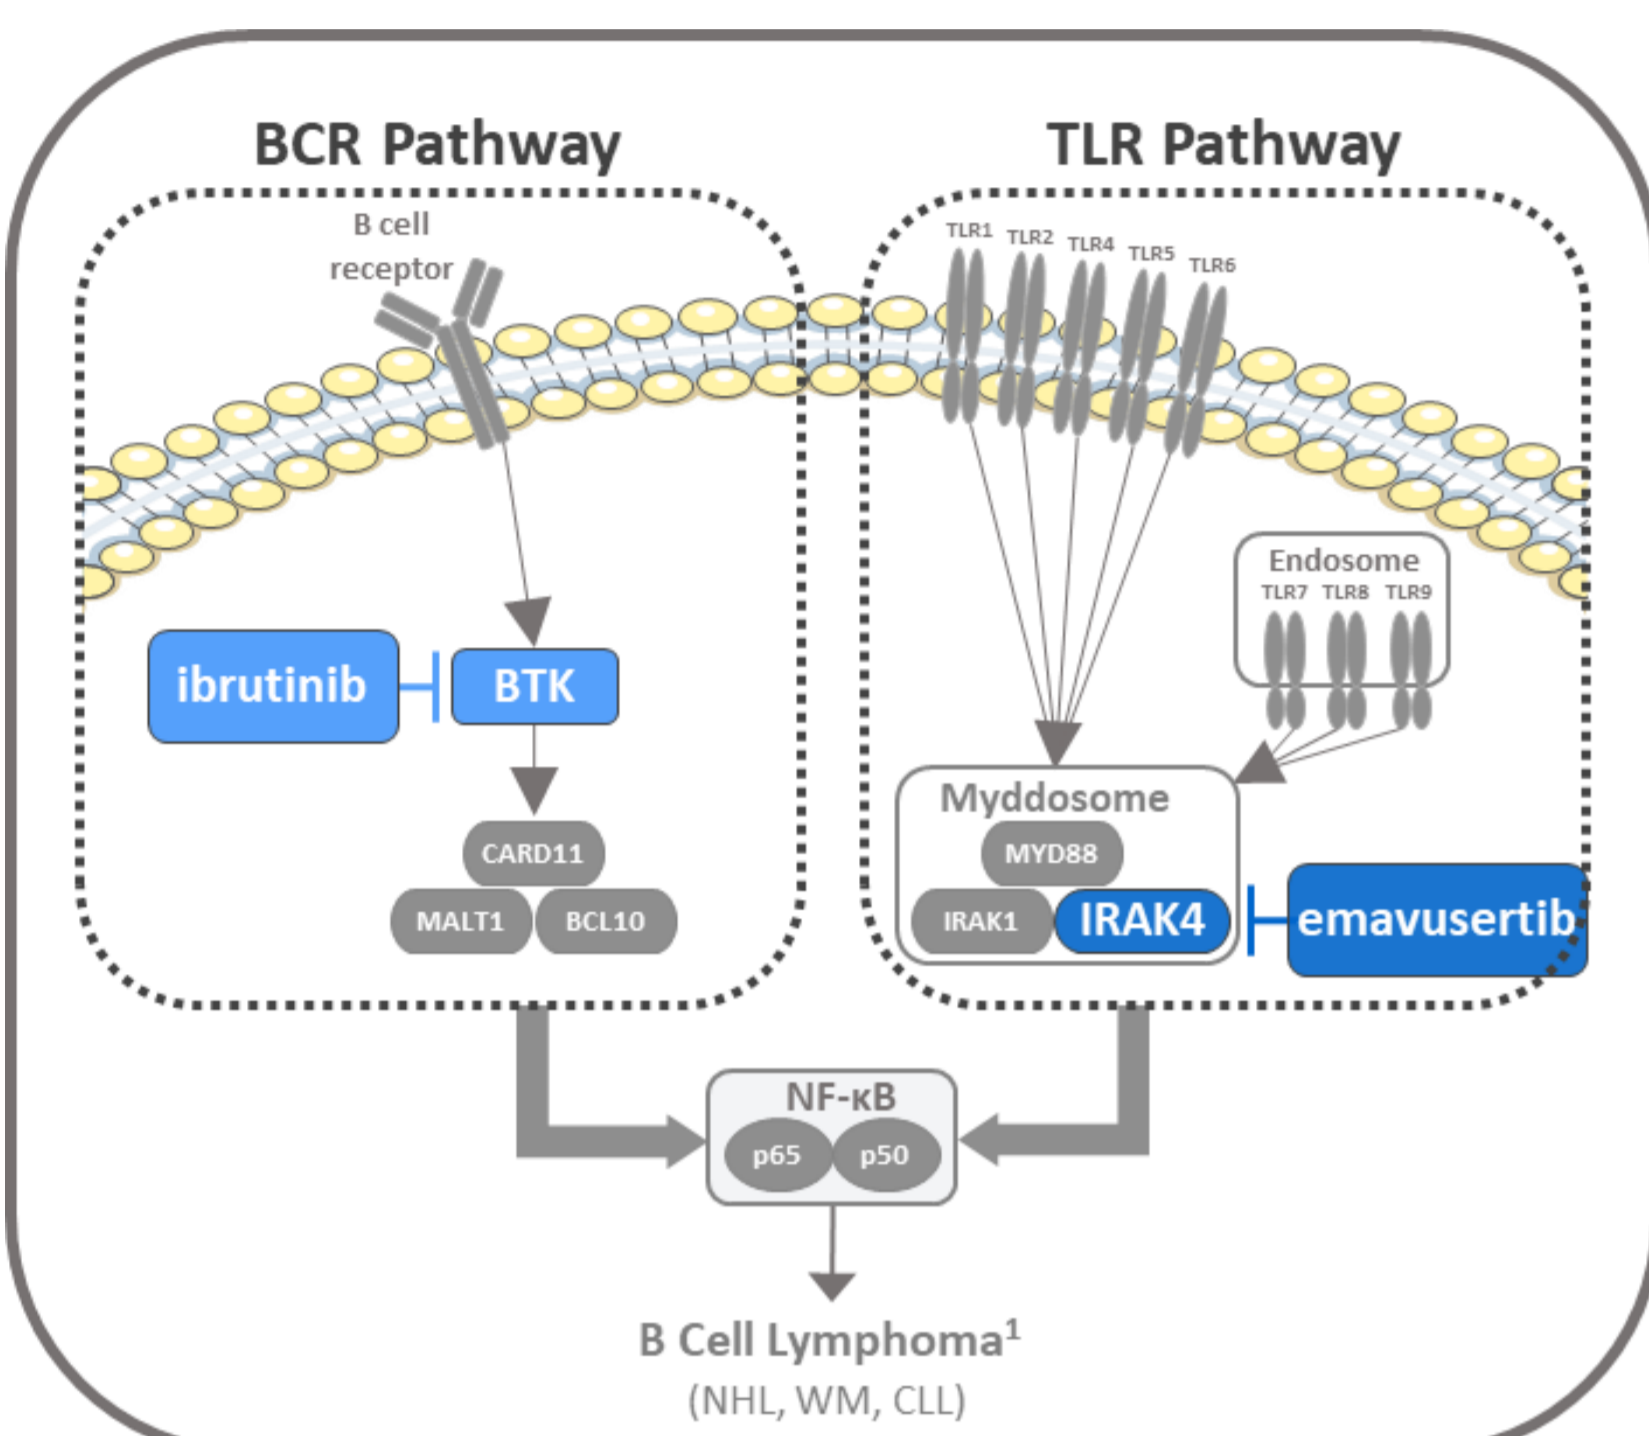 BCR Pathway
TLR Pathway
B cell
receptor
TLR1
TLR2
TLR4
TLR5
TLR6
Endosome
TLR7 TLR8 TLR9
ibrutinib
BTK
CARD11
MALT1
BCL10
Myddosome
MYD88
IRAK1
IRAK4
emavusertib
NF-κB
p65
p50
B Cell Lymphoma¹
(NHL, WM, CLL)